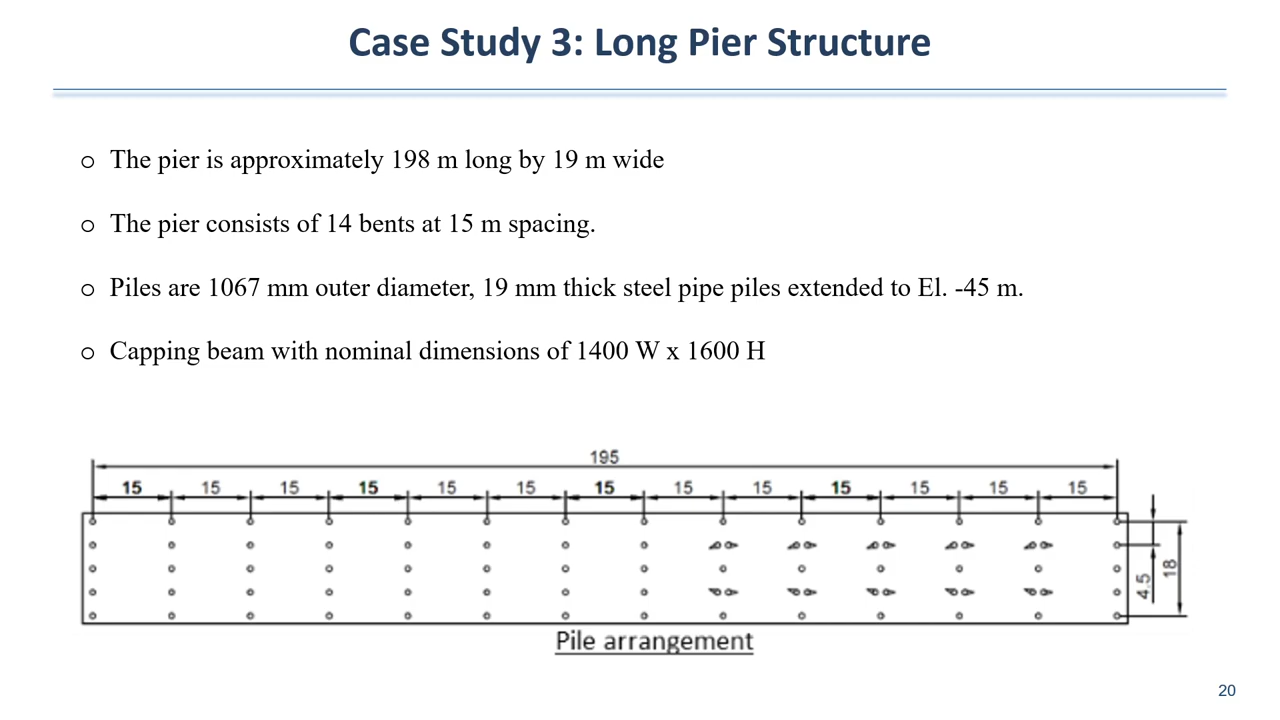 Case Study 3: Long Pier Structure
o The pier is approximately 198 m long by 19 m wide
o The pier consists of 14 bents at 15 m spacing.
o Piles are 1067 mm outer diameter, 19 mm thick steel pipe piles extended to El. -45 m.
o Capping beam with nominal dimensions of 1400 W x 1600 H
195
15 15 15 15 15 15 15 15 15 15 15 15 15
4.5
18
Pile arrangement
20